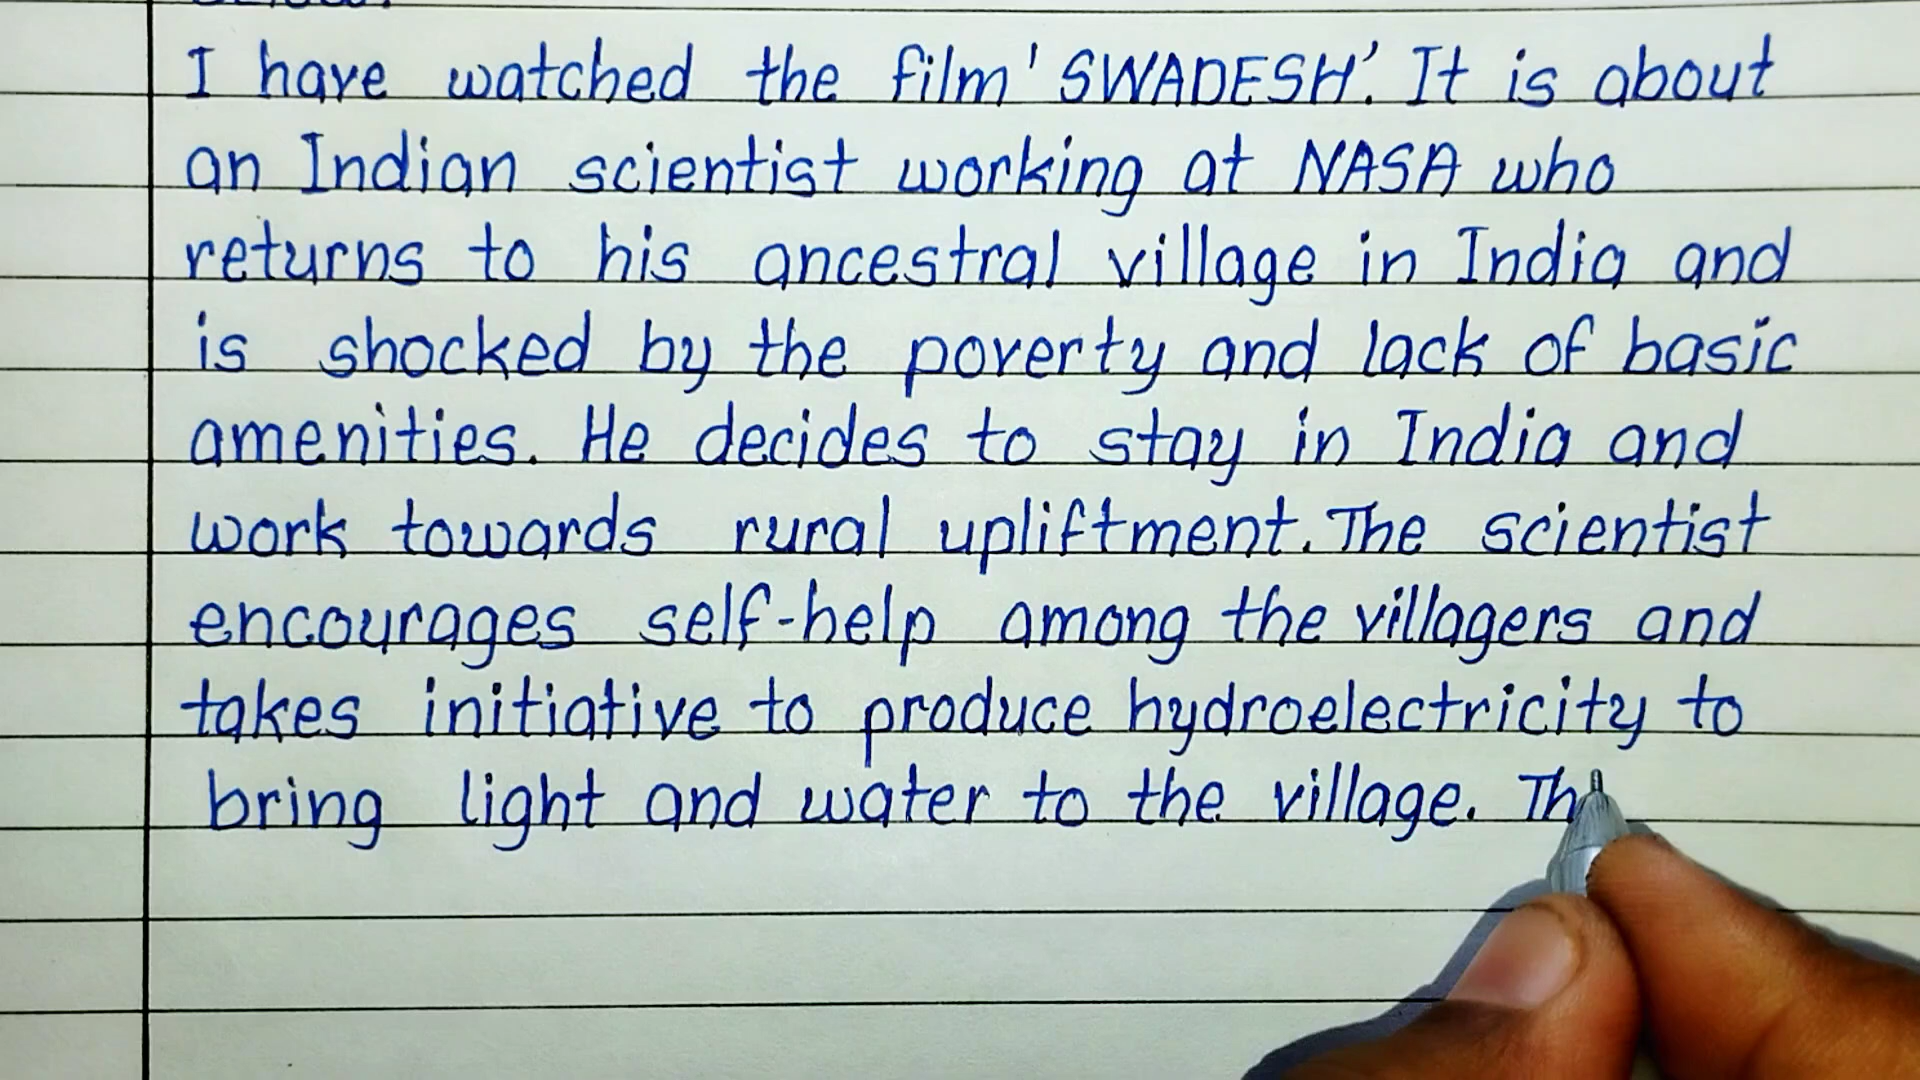 I have watched the film 'SWADESH'. It is about
an Indian scientist working at NASA who
returns to his ancestral village in India and
is shocked by the poverty and lack of basic
amenities. He decides to stay in India and
work towards rural upliftment. The scientist
encourages self-help among the villagers and
takes initiative to produce hydroelectricity to
bring light and water to the village. Th